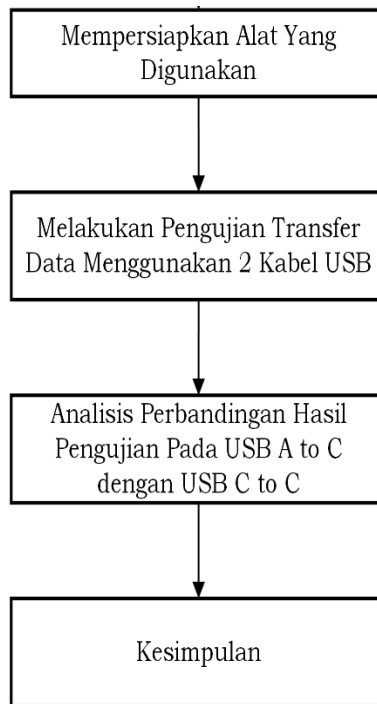 Mempersiapkan Alat Yang
Digunakan
Melakukan Pengujian Transfer
Data Menggunakan 2 Kabel USB
Analisis Perbandingan Hasil
Pengujian Pada USB A to C
dengan USB C to C
Kesimpulan